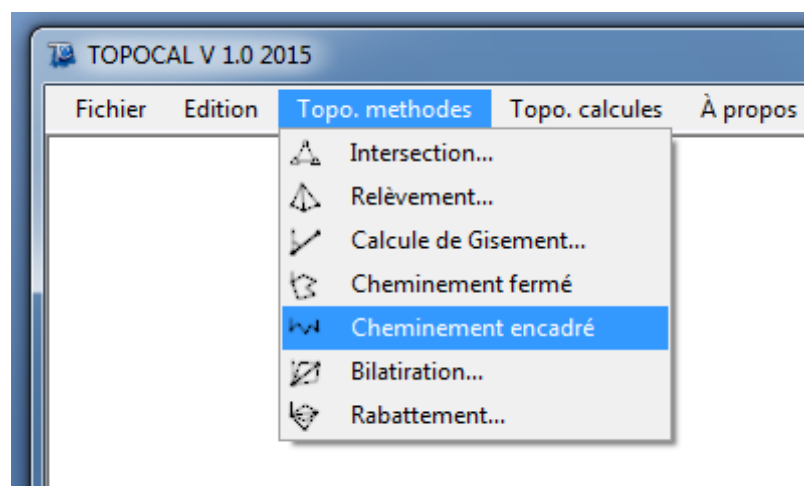 TOPOCAL V 1.0 2015
Fichier Edition Topo. methodes Topo. calcules À propos
Intersection...
Relèvement...
Calcule de Gisement...
Cheminement fermé
Cheminement encadré
Bilatiration...
Rabattement...